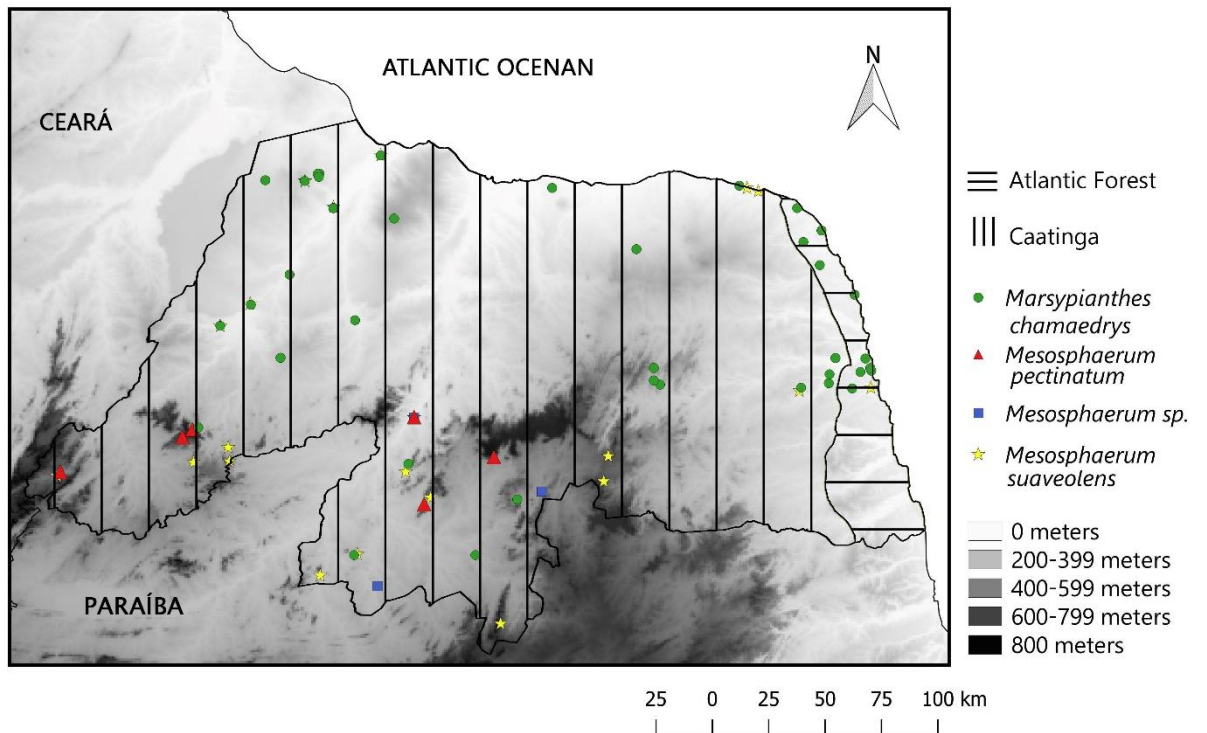 ATLANTIC OCENAN
N
CEARÁ
PARAÍBA
Atlantic Forest
Caatinga
Marsypianthes
chamaedrys
Mesosphaerum
pectinatum
Mesosphaerum sp.
Mesosphaerum
suaveolens
0 meters
200-399 meters
400-599 meters
600-799 meters
800 meters
25 0 25 50 75 100 km